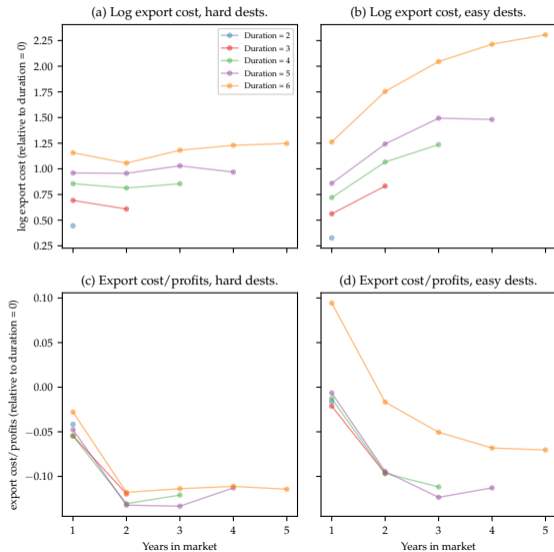 (a) Log export cost, hard dests.
(b) Log export cost, easy dests.
log export cost (relative to duration = 0)
2.25
2.00
1.75
1.50
1.25
1.00
0.75
0.50
0.25
Duration = 2
Duration = 3
Duration = 4
Duration = 5
Duration = 6
(c) Export cost/profits, hard dests.
(d) Export cost/profits, easy dests.
export cost/profits (relative to duration = 0)
0.10
0.05
0.00
−0.05
−0.10
1 2 3 4 5
1 2 3 4 5
Years in market
Years in market